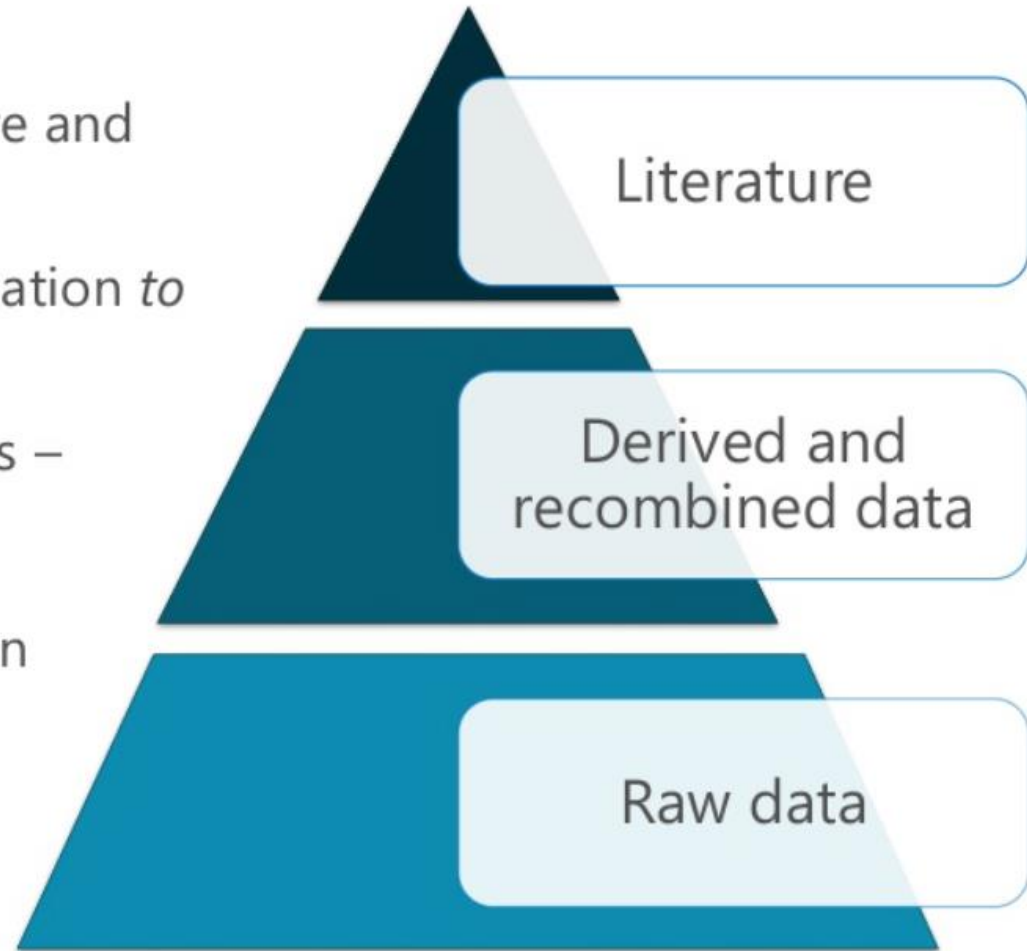 e and
ation to
s –
n
Literature
Derived and
recombined data
Raw data